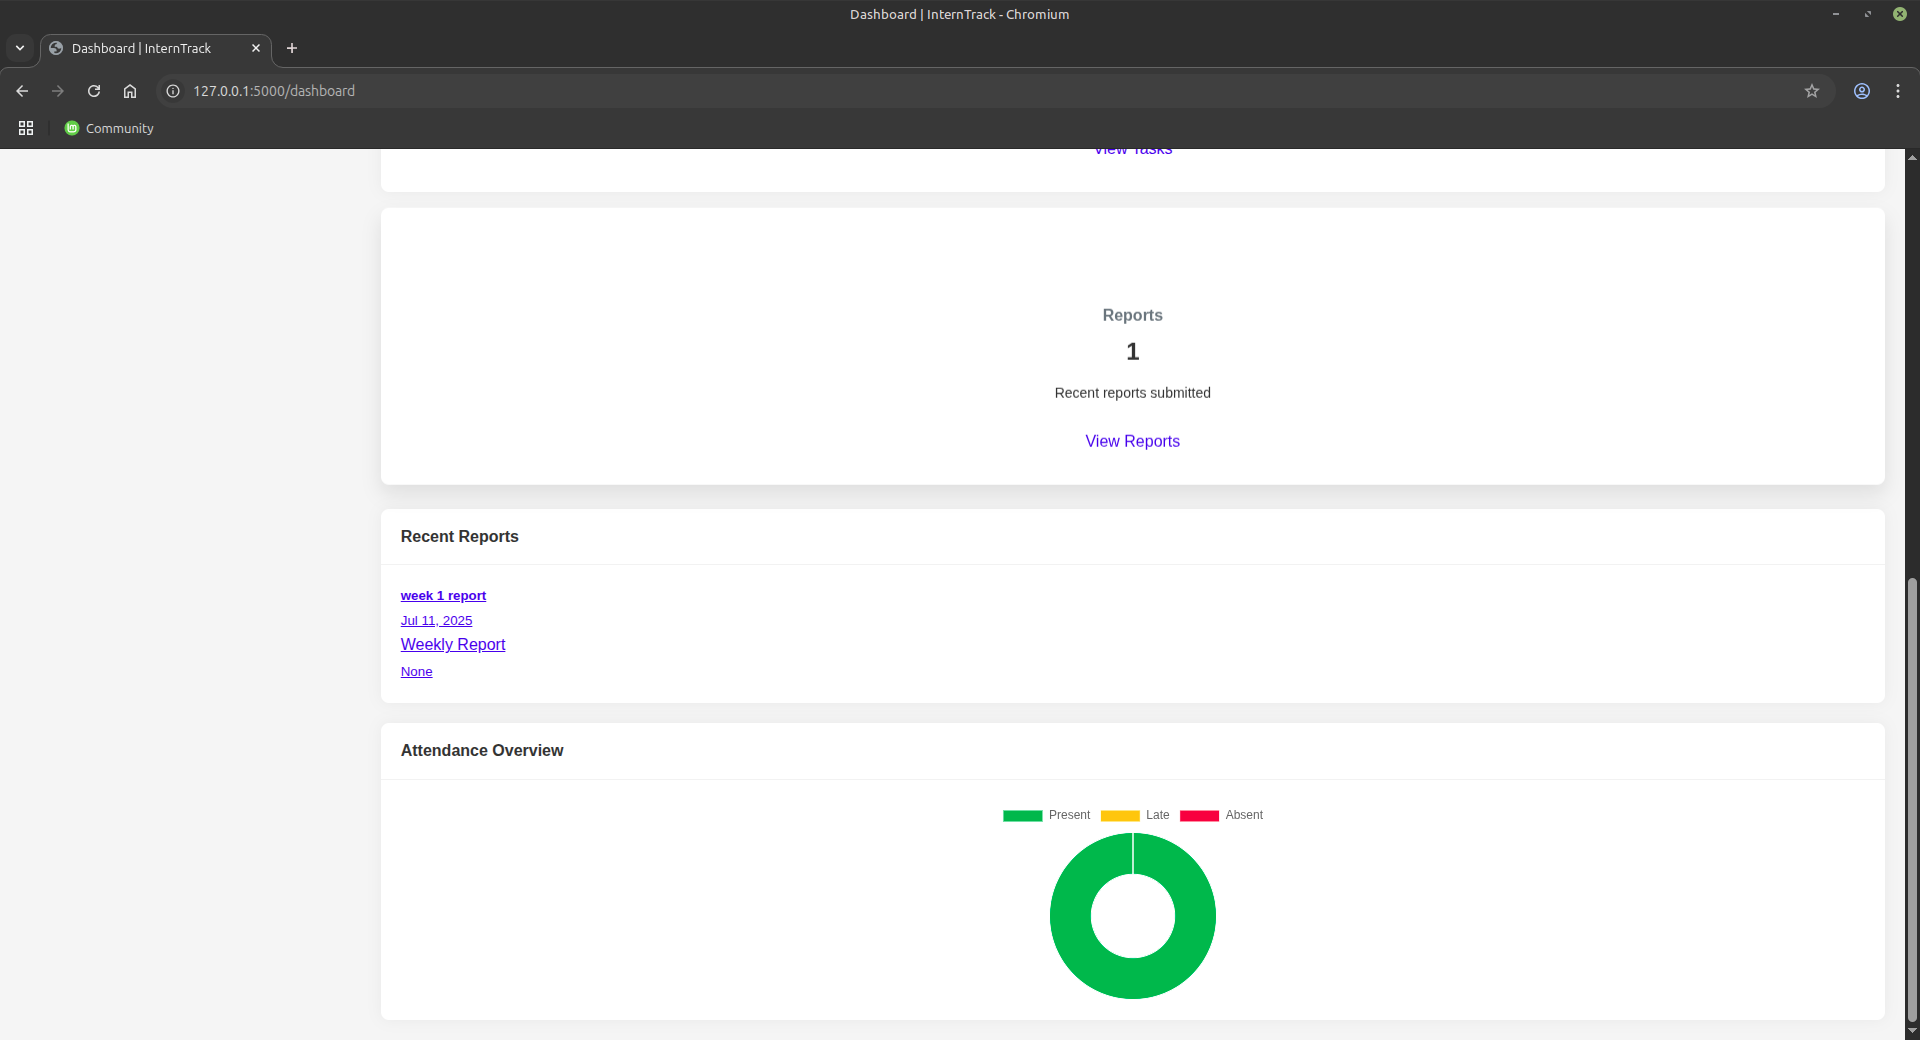 Dashboard | InternTrack - Chromium
Dashboard | InternTrack
127.0.0.1:5000/dashboard
Community
View Tasks
Reports
1
Recent reports submitted
View Reports
Recent Reports
week 1 report
Jul 11, 2025
Weekly Report
None
Attendance Overview
Present Late Absent